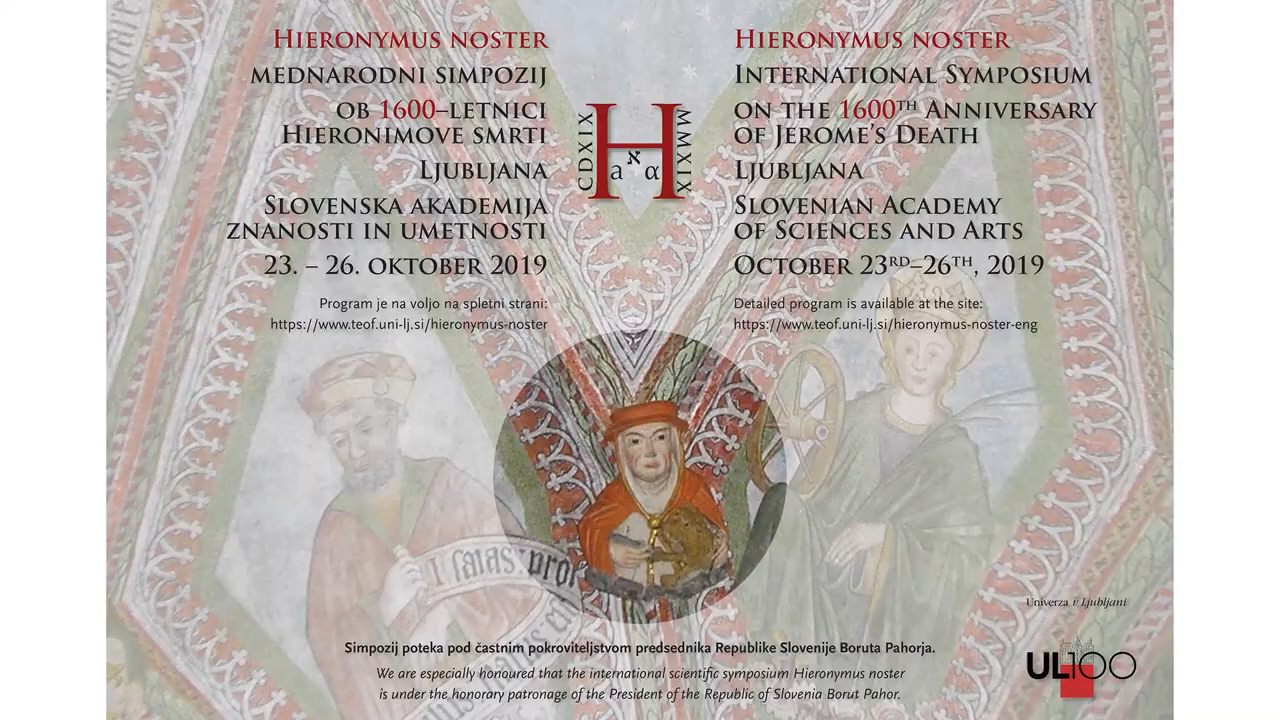 HIERONYMUS NOSTER
MEDNARODNI SIMPOZIJ
OB 1600–LETNICI
HIERONIMOVE SMRTI
LJUBLJANA
SLOVENSKA AKADEMIJA
ZNANOSTI IN UMETNOSTI
23. – 26. OKTOBER 2019
Program je na voljo na spletni strani:
https://www.teof.uni-lj.si/hieronymus-noster
CDXIX
H
a א α
MMXIX
HIERONYMUS NOSTER
INTERNATIONAL SYMPOSIUM
ON THE 1600TH ANNIVERSARY
OF JEROME'S DEATH
LJUBLJANA
SLOVENIAN ACADEMY
OF SCIENCES AND ARTS
OCTOBER 23RD–26TH, 2019
Detailed program is available at the site:
https://www.teof.uni-lj.si/hieronymus-noster-eng
Simpozij poteka pod častnim pokroviteljstvom predsednika Republike Slovenije Boruta Pahorja.
We are especially honoured that the international scientific symposium Hieronymus noster
is under the honorary patronage of the President of the Republic of Slovenia Borut Pahor.
Univerza v Ljubljani
UL100